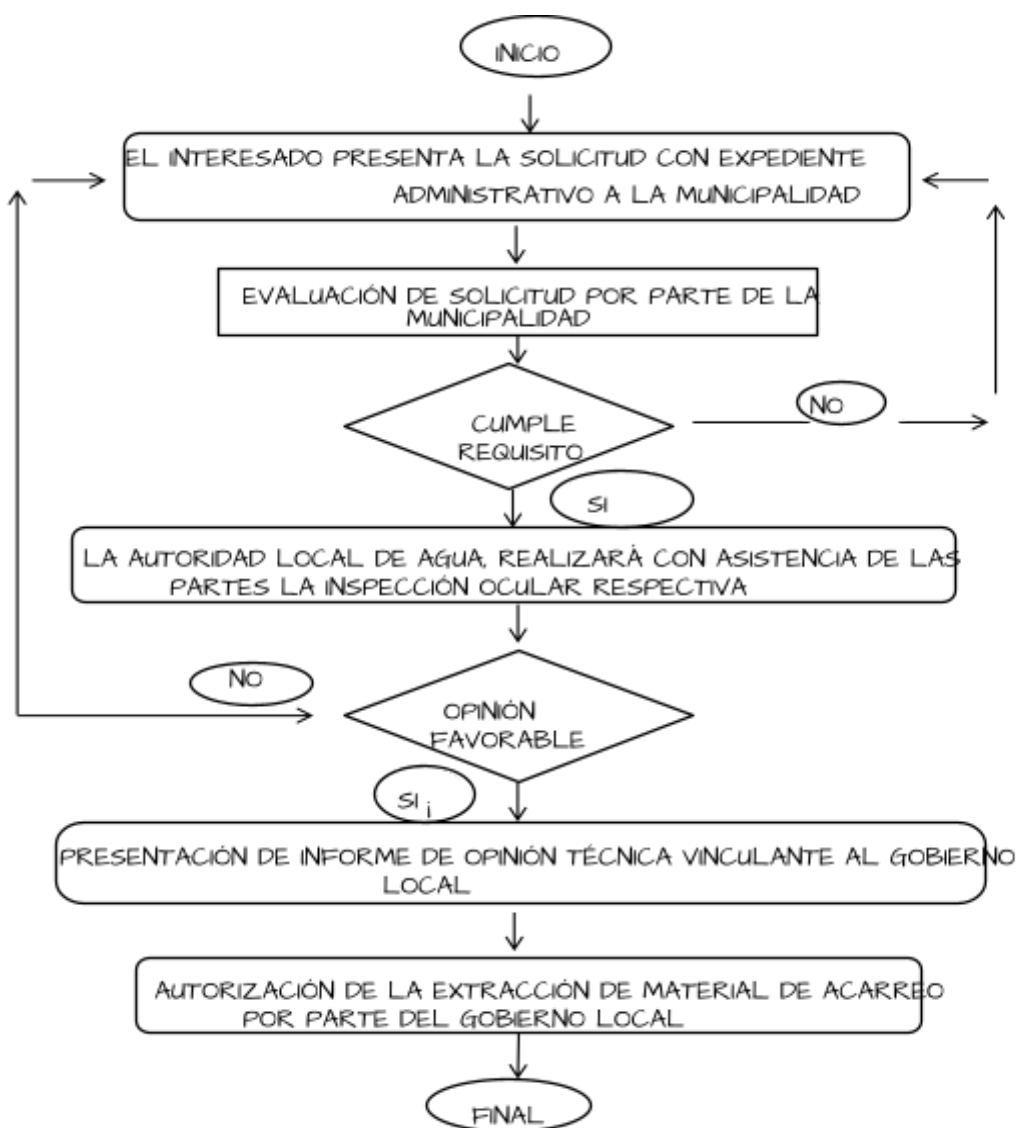 INICIO
EL INTERESADO PRESENTA LA SOLICITUD CON EXPEDIENTE
ADMINISTRATIVO A LA MUNICIPALIDAD
EVALUACIÓN DE SOLICITUD POR PARTE DE LA
MUNICIPALIDAD
CUMPLE
REQUISITO
NO
SI
LA AUTORIDAD LOCAL DE AGUA, REALIZARÁ CON ASISTENCIA DE LAS
PARTES LA INSPECCIÓN OCULAR RESPECTIVA
NO
OPINIÓN
FAVORABLE
SI i
PRESENTACIÓN DE INFORME DE OPINIÓN TÉCNICA VINCULANTE AL GOBIERNO
LOCAL
AUTORIZACIÓN DE LA EXTRACCIÓN DE MATERIAL DE ACARREO
POR PARTE DEL GOBIERNO LOCAL
FINAL